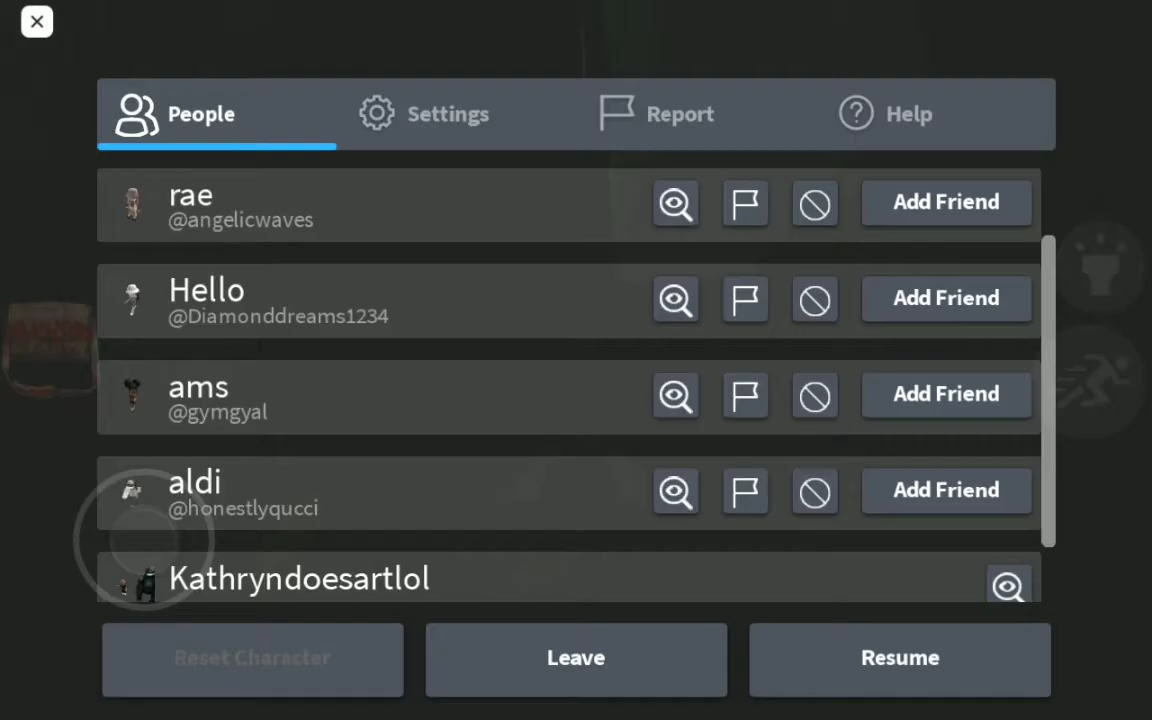 People
Settings
Report
Help
rae
@angelicwaves
Add Friend
Hello
@Diamonddreams1234
Add Friend
ams
@gymgyal
Add Friend
aldi
@honestlyqucci
Add Friend
Kathryndoesartlol
Reset Character
Leave
Resume